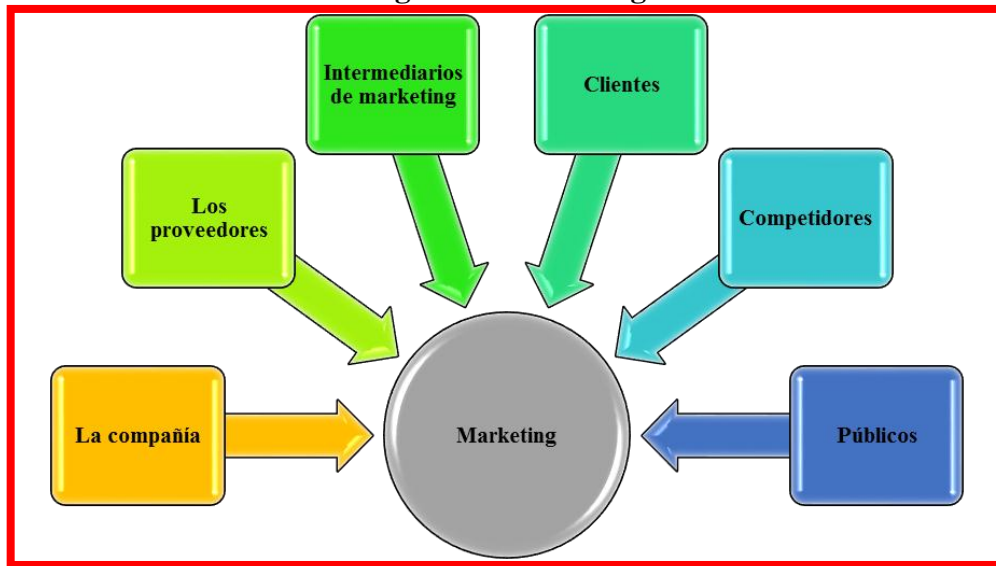 Intermediarios
de marketing
Clientes
Los
proveedores
Competidores
La compañía
Marketing
Públicos